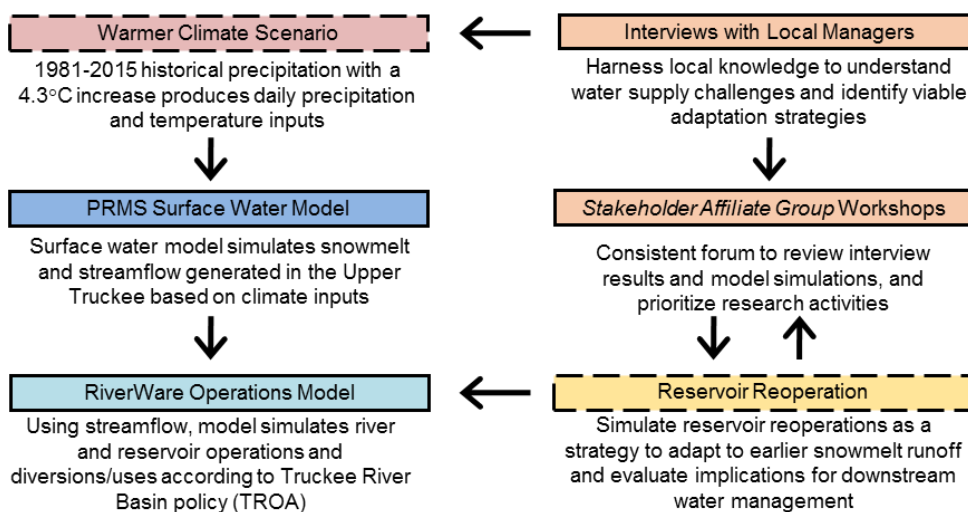 Warmer Climate Scenario
1981-2015 historical precipitation with a
4.3°C increase produces daily precipitation
and temperature inputs
PRMS Surface Water Model
Surface water model simulates snowmelt
and streamflow generated in the Upper
Truckee based on climate inputs
RiverWare Operations Model
Using streamflow, model simulates river
and reservoir operations and
diversions/uses according to Truckee River
Basin policy (TROA)
Interviews with Local Managers
Harness local knowledge to understand
water supply challenges and identify viable
adaptation strategies
Stakeholder Affiliate Group Workshops
Consistent forum to review interview
results and model simulations, and
prioritize research activities
Reservoir Reoperation
Simulate reservoir reoperations as a
strategy to adapt to earlier snowmelt runoff
and evaluate implications for downstream
water management